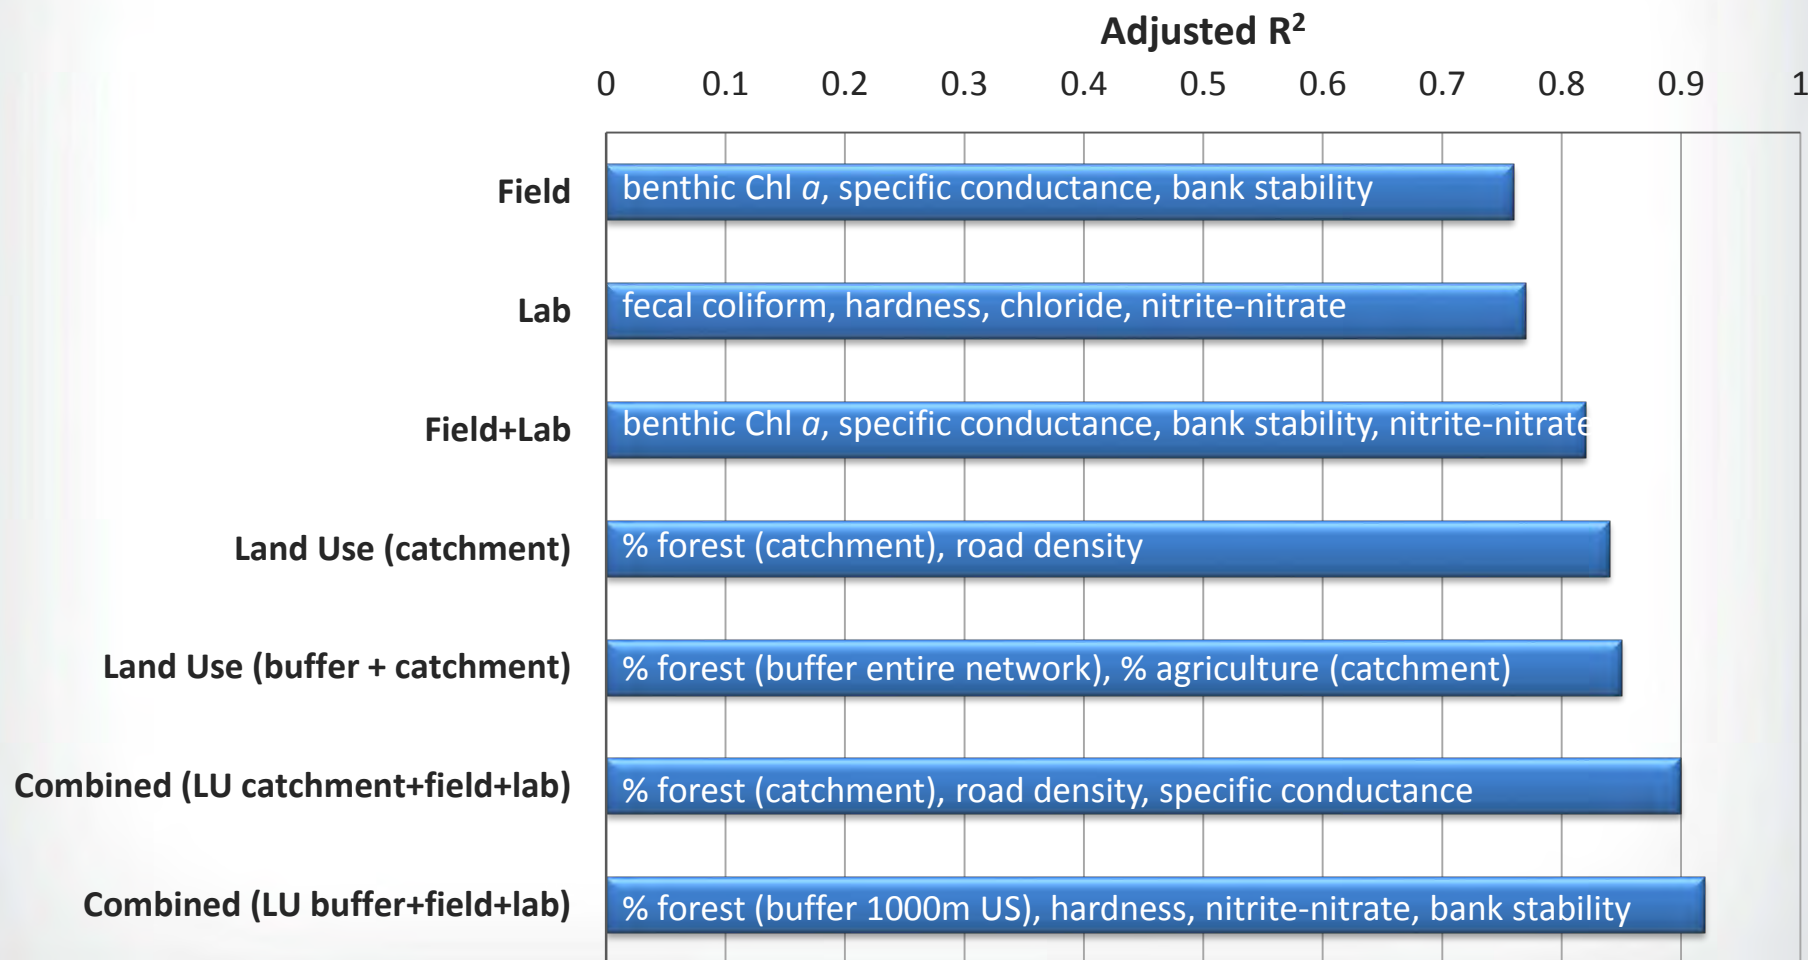 Adjusted R²
0 0.1 0.2 0.3 0.4 0.5 0.6 0.7 0.8 0.9 1
Field
benthic Chl a, specific conductance, bank stability
Lab
fecal coliform, hardness, chloride, nitrite-nitrate
Field+Lab
benthic Chl a, specific conductance, bank stability, nitrite-nitrate
Land Use (catchment)
% forest (catchment), road density
Land Use (buffer + catchment)
% forest (buffer entire network), % agriculture (catchment)
Combined (LU catchment+field+lab)
% forest (catchment), road density, specific conductance
Combined (LU buffer+field+lab)
% forest (buffer 1000m US), hardness, nitrite-nitrate, bank stability